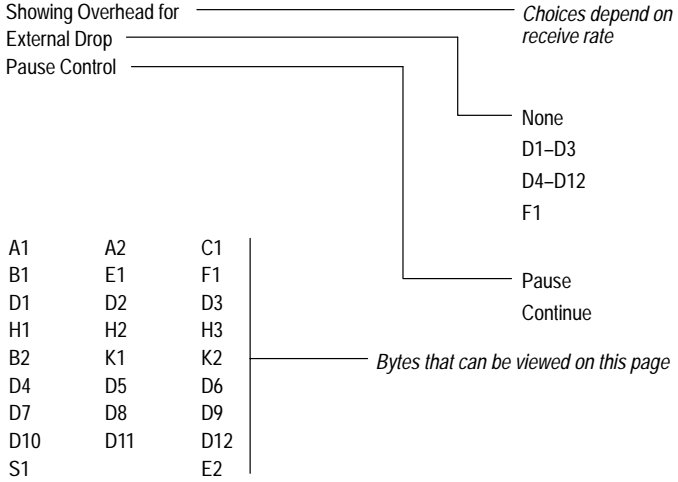 Showing Overhead for
Choices depend on
receive rate
External Drop
Pause Control
None
D1–D3
D4–D12
F1
Pause
Continue
A1 A2 C1
B1 E1 F1
D1 D2 D3
H1 H2 H3
B2 K1 K2
D4 D5 D6
D7 D8 D9
D10 D11 D12
S1 E2
Bytes that can be viewed on this page